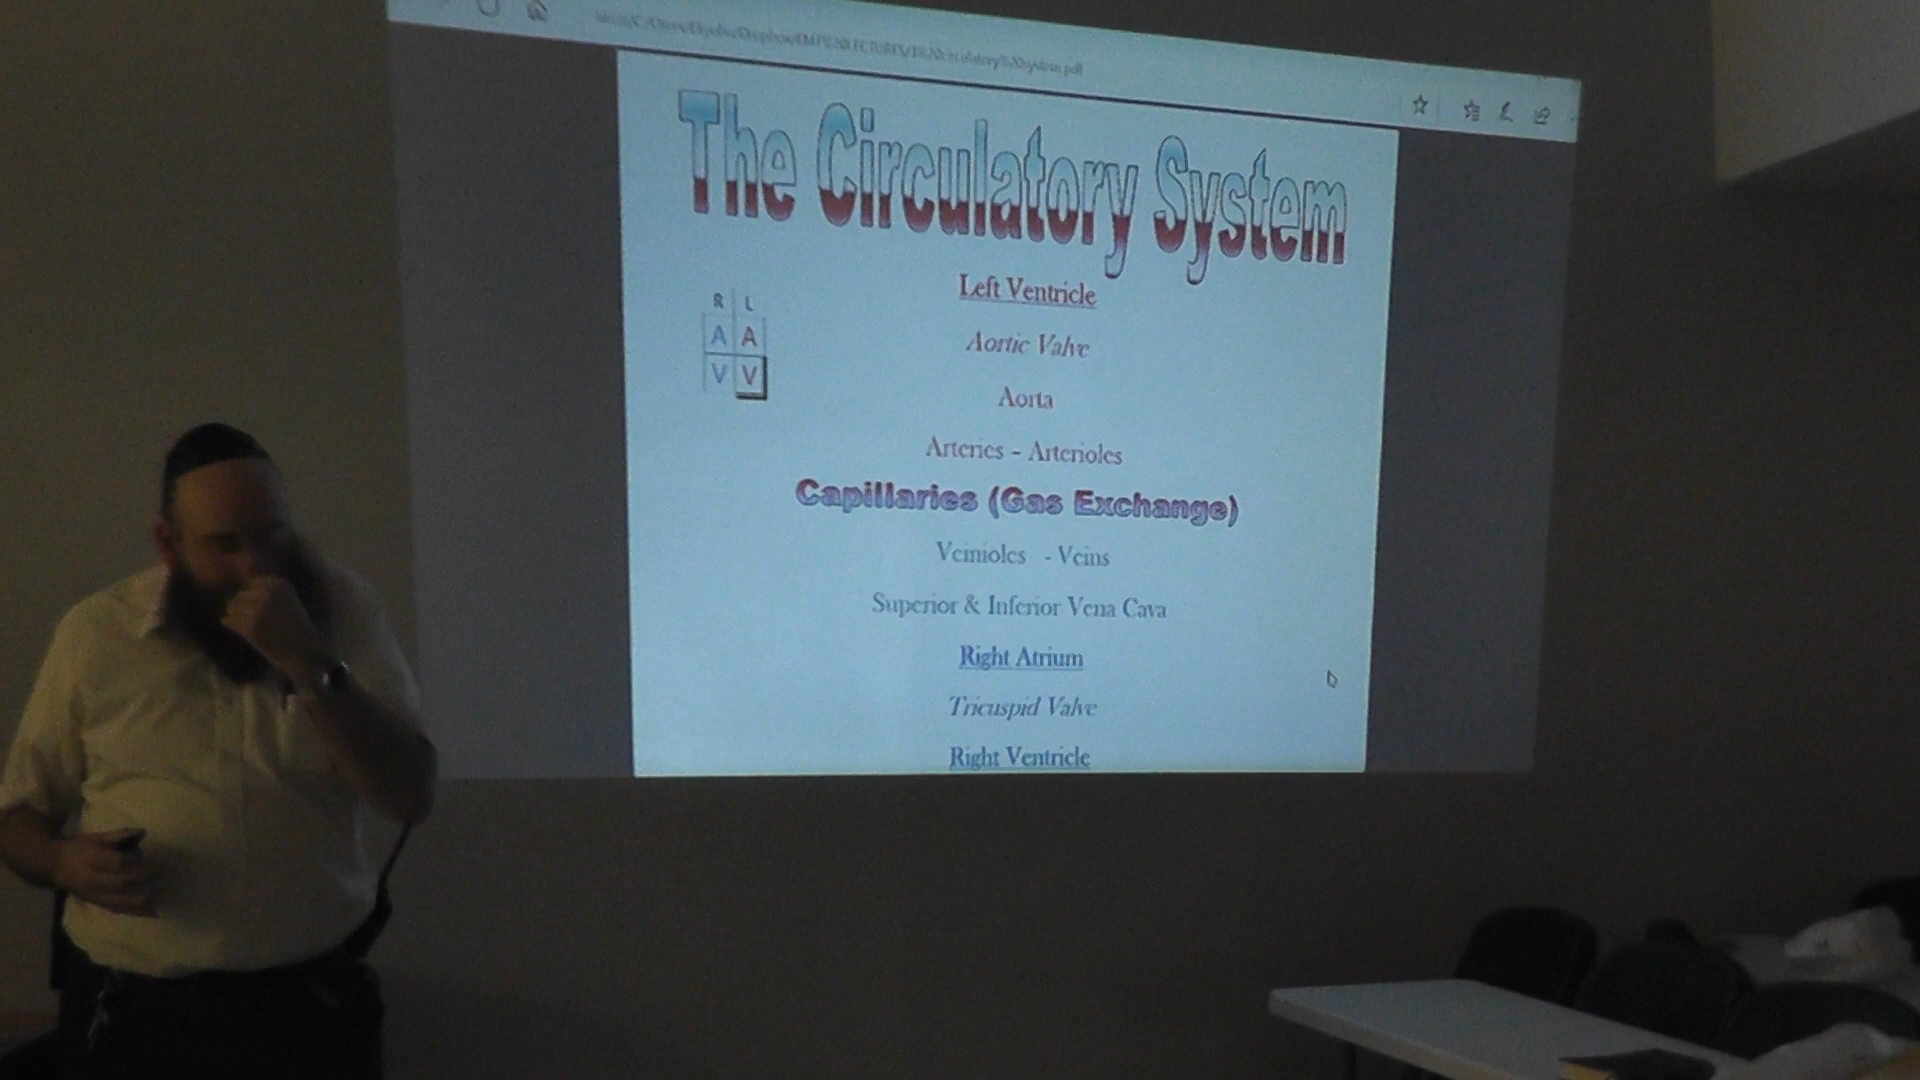 The Circulatory System
Left Ventricle
R L
A A
V V
Aortic Valve
Aorta
Arteries - Arterioles
Capillaries (Gas Exchange)
Veinioles - Veins
Superior & Inferior Vena Cava
Right Atrium
Tricuspid Valve
Right Ventricle